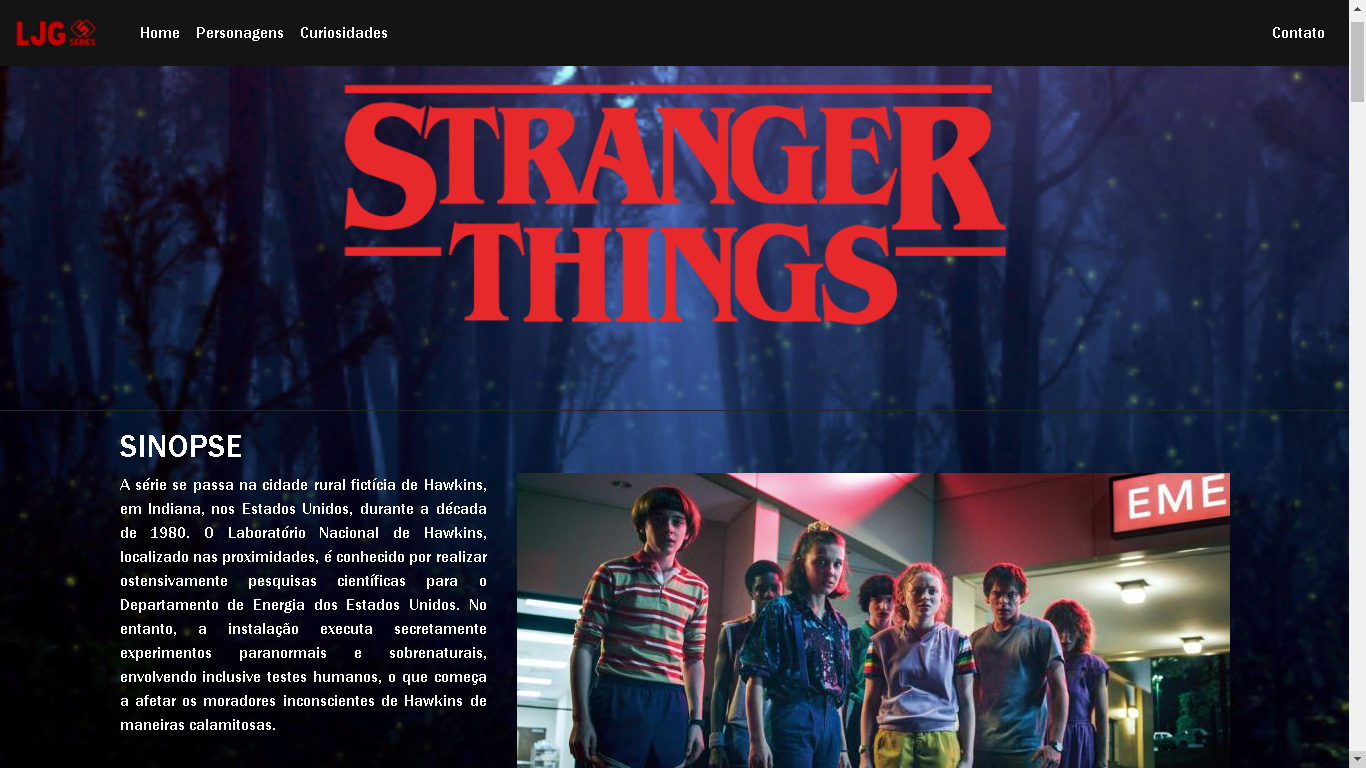 LJG
SERIES
Home Personagens Curiosidades Contato
STRANGER
THINGS
SINOPSE
A série se passa na cidade rural fictícia de Hawkins,
em Indiana, nos Estados Unidos, durante a década
de 1980. O Laboratório Nacional de Hawkins,
localizado nas proximidades, é conhecido por realizar
ostensivamente pesquisas científicas para o
Departamento de Energia dos Estados Unidos. No
entanto, a instalação executa secretamente
experimentos paranormais e sobrenaturais,
envolvendo inclusive testes humanos, o que começa
a afetar os moradores inconscientes de Hawkins de
maneiras calamitosas.
EME